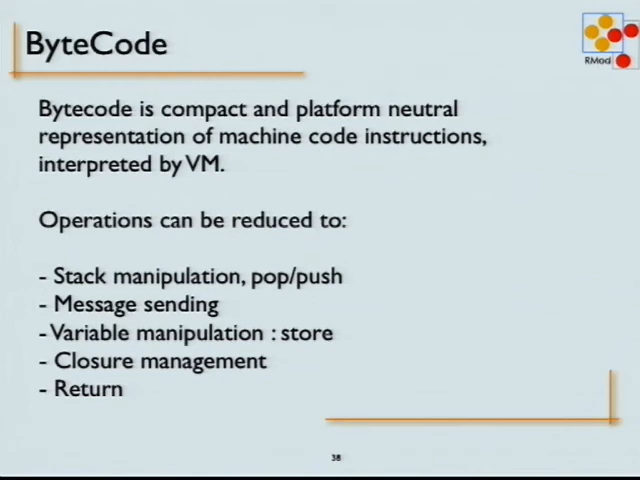 ByteCode
RMod
Bytecode is compact and platform neutral
representation of machine code instructions,
interpreted by VM.
Operations can be reduced to:
- Stack manipulation, pop/push
- Message sending
- Variable manipulation : store
- Closure management
- Return
38